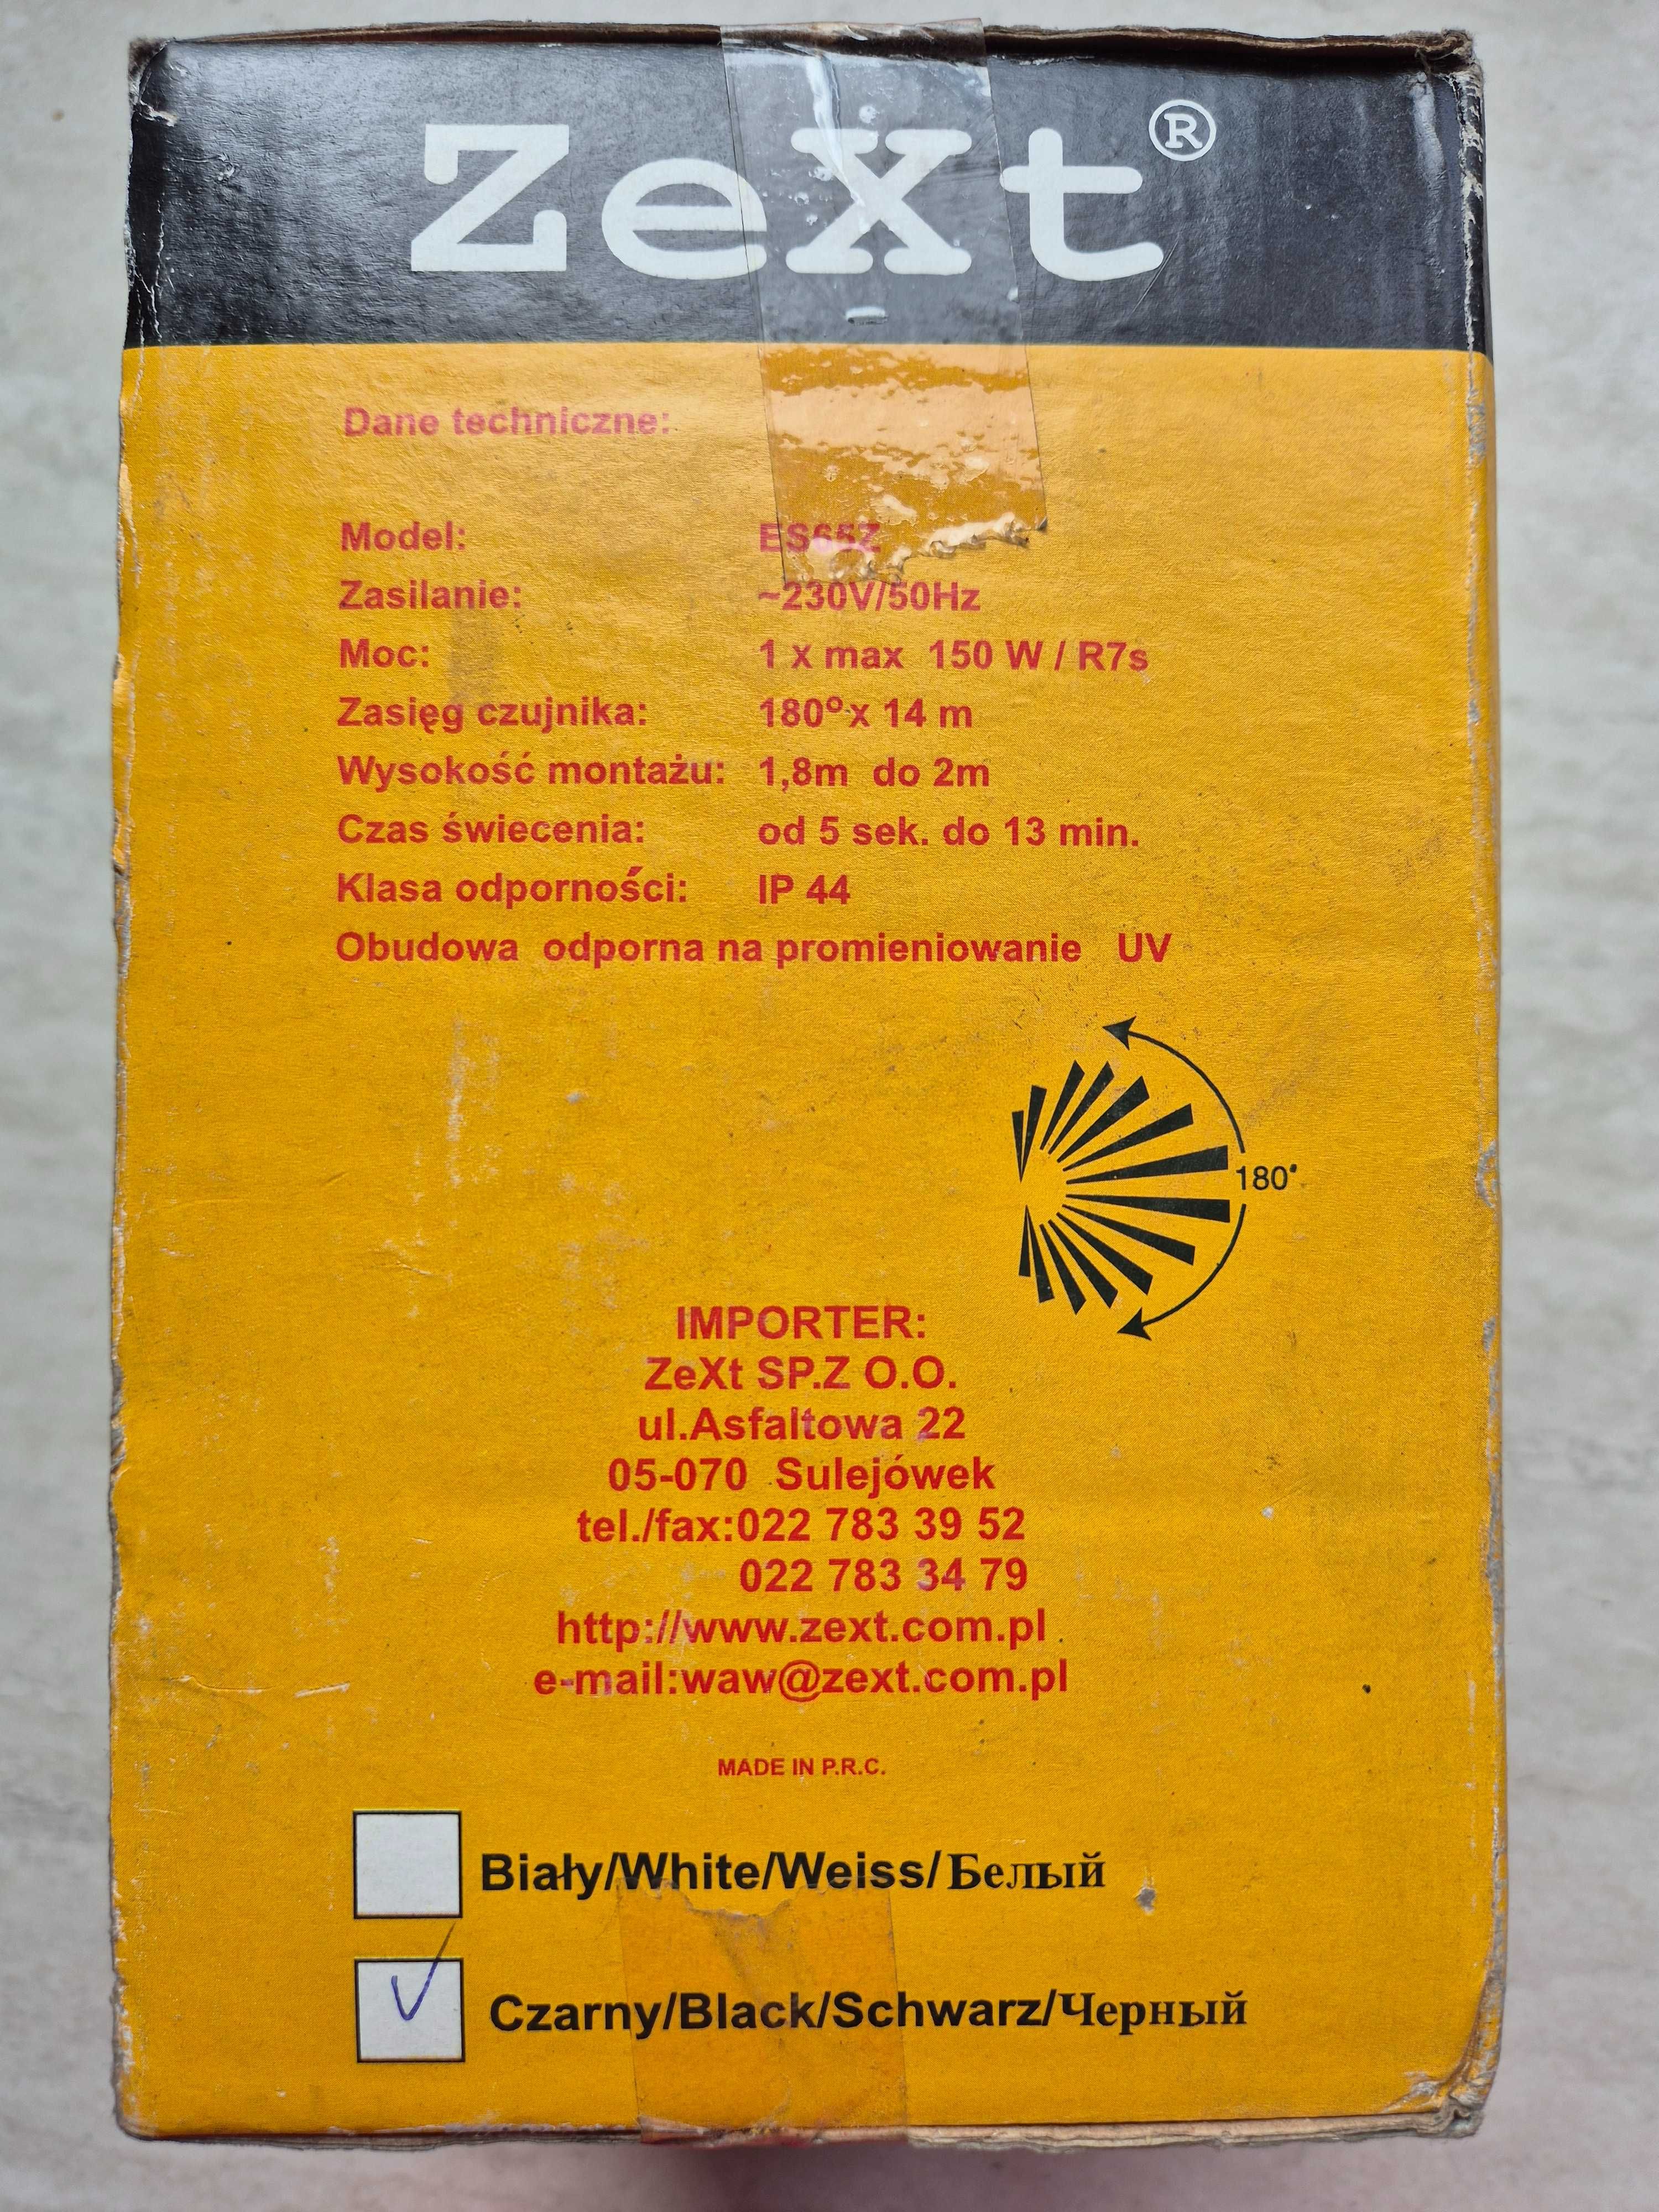 ZeXt®
Dane techniczne:
Model: ES65Z
Zasilanie: ~230V/50Hz
Moc: 1 x max 150 W / R7s
Zasięg czujnika: 180° x 14 m
Wysokość montażu: 1,8m do 2m
Czas świecenia: od 5 sek. do 13 min.
Klasa odporności: IP 44
Obudowa odporna na promieniowanie UV
180°
IMPORTER:
ZeXt SP.Z O.O.
ul.Asfaltowa 22
05-070 Sulejówek
tel./fax:022 783 39 52
022 783 34 79
http://www.zext.com.pl
e-mail:waw@zext.com.pl
MADE IN P.R.C.
Biały/White/Weiss/Белый
Czarny/Black/Schwarz/Черный